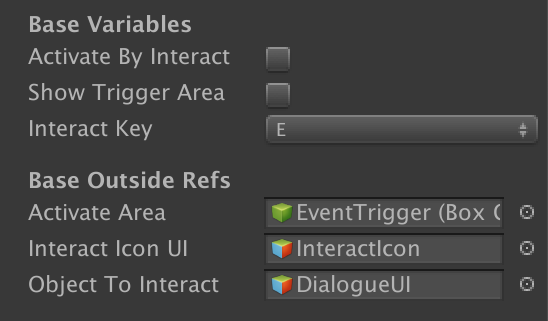 Base Variables
Activate By Interact
Show Trigger Area
Interact Key E
Base Outside Refs
Activate Area EventTrigger (Box C
Interact Icon UI InteractIcon
Object To Interact DialogueUI